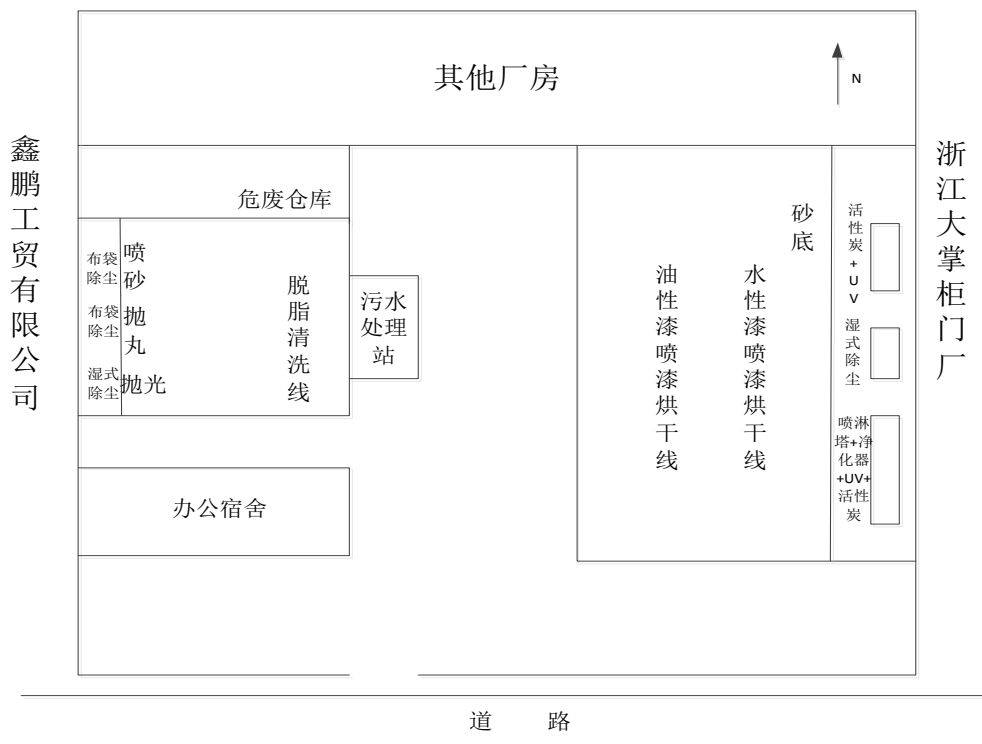 其他厂房
N
鑫鹏工贸有限公司
浙江大掌柜门厂
危废仓库
布袋
除尘
喷砂
布袋
除尘
抛丸
湿式
除尘
抛光
脱脂清洗线
污水
处理
站
办公宿舍
油性漆喷漆烘干线
水性漆喷漆烘干线
砂底
活性炭+UV
湿式除尘
喷淋
塔+净
化器
+UV+
活性
炭
道 路